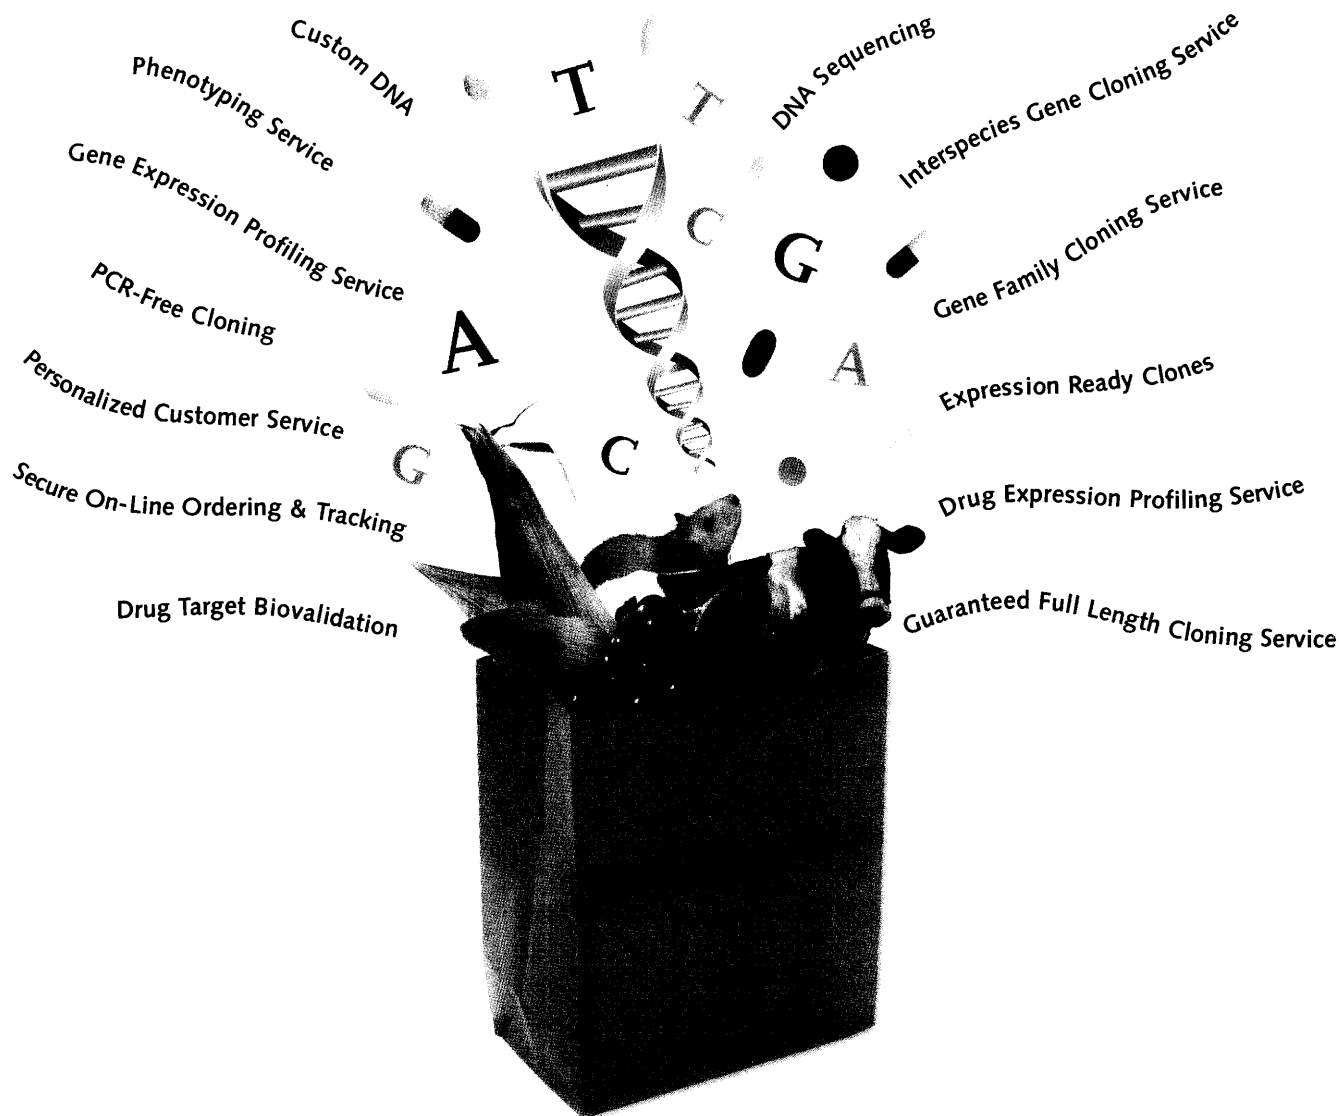 Custom DNA
Phenotyping Service
Gene Expression Profiling Service
PCR-Free Cloning
Personalized Customer Service
Secure On-Line Ordering & Tracking
Drug Target Biovalidation
T
T
C
G
A
A
G
C
DNA Sequencing
Interspecies Gene Cloning Service
Gene Family Cloning Service
Expression Ready Clones
Drug Expression Profiling Service
Guaranteed Full Length Cloning Service